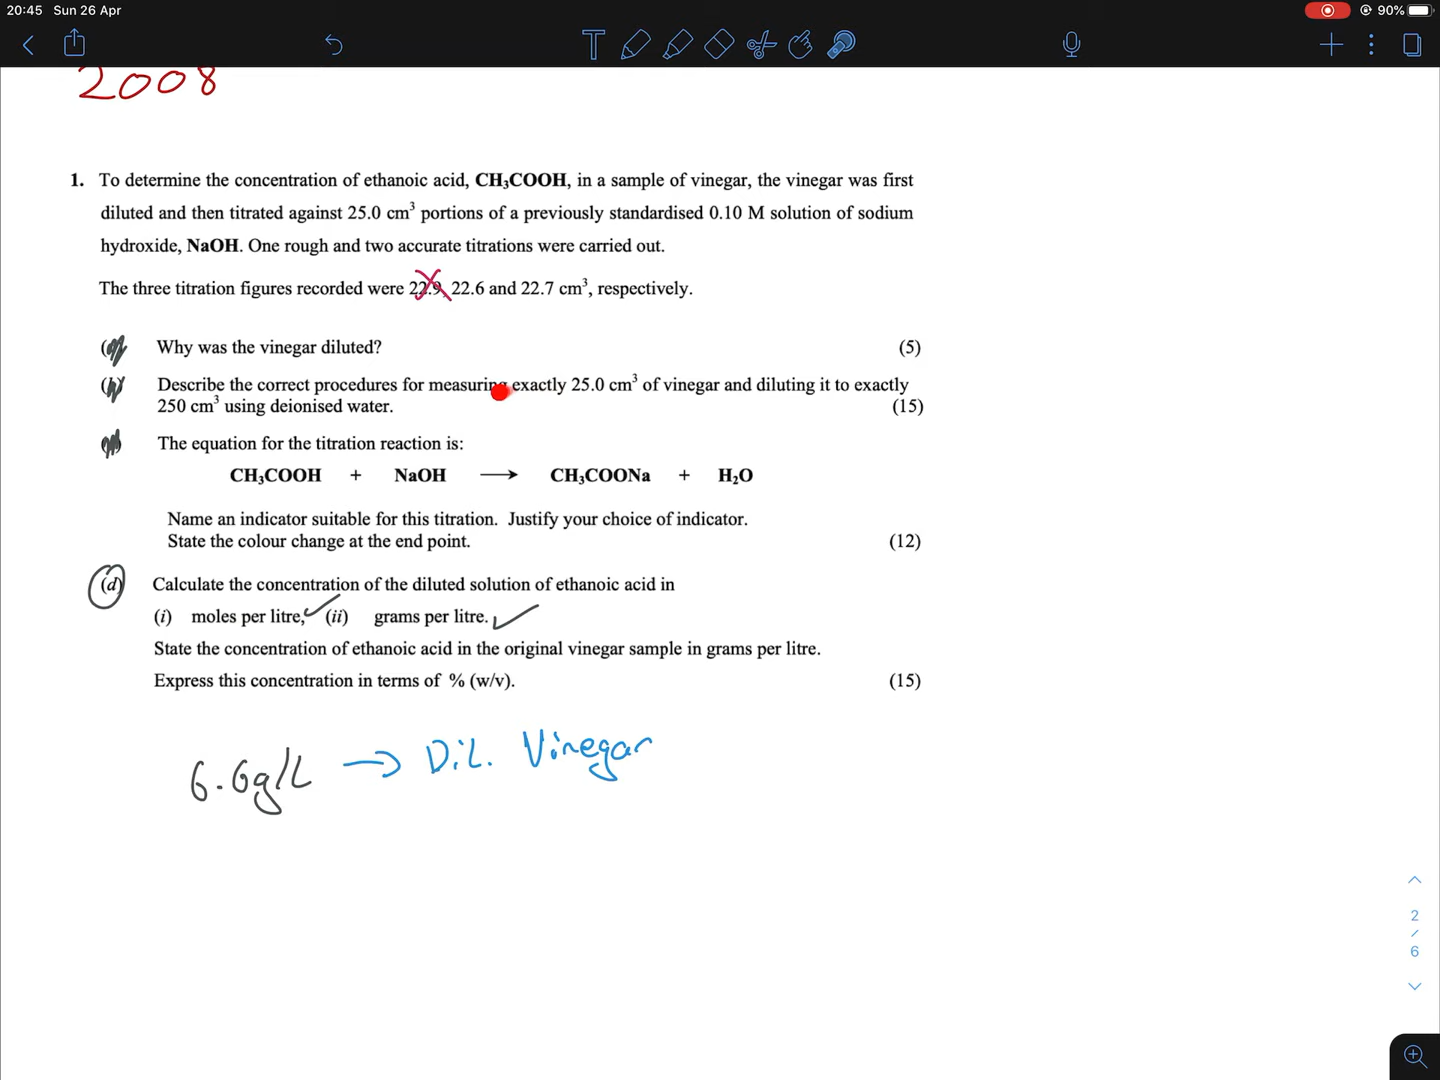 20:45 Sun 26 Apr
90%
T
2008
1. To determine the concentration of ethanoic acid, CH₃COOH, in a sample of vinegar, the vinegar was first
diluted and then titrated against 25.0 cm³ portions of a previously standardised 0.10 M solution of sodium
hydroxide, NaOH. One rough and two accurate titrations were carried out.
The three titration figures recorded were 22.9, 22.6 and 22.7 cm³, respectively.
Why was the vinegar diluted? (5)
(b) Describe the correct procedures for measuring exactly 25.0 cm³ of vinegar and diluting it to exactly
250 cm³ using deionised water. (15)
The equation for the titration reaction is:
CH₃COOH + NaOH ⟶ CH₃COONa + H₂O
Name an indicator suitable for this titration. Justify your choice of indicator.
State the colour change at the end point. (12)
(d) Calculate the concentration of the diluted solution of ethanoic acid in
(i) moles per litre, (ii) grams per litre.
State the concentration of ethanoic acid in the original vinegar sample in grams per litre.
Express this concentration in terms of % (w/v). (15)
6.6g/L → Dil. Vinegar
2
/
6